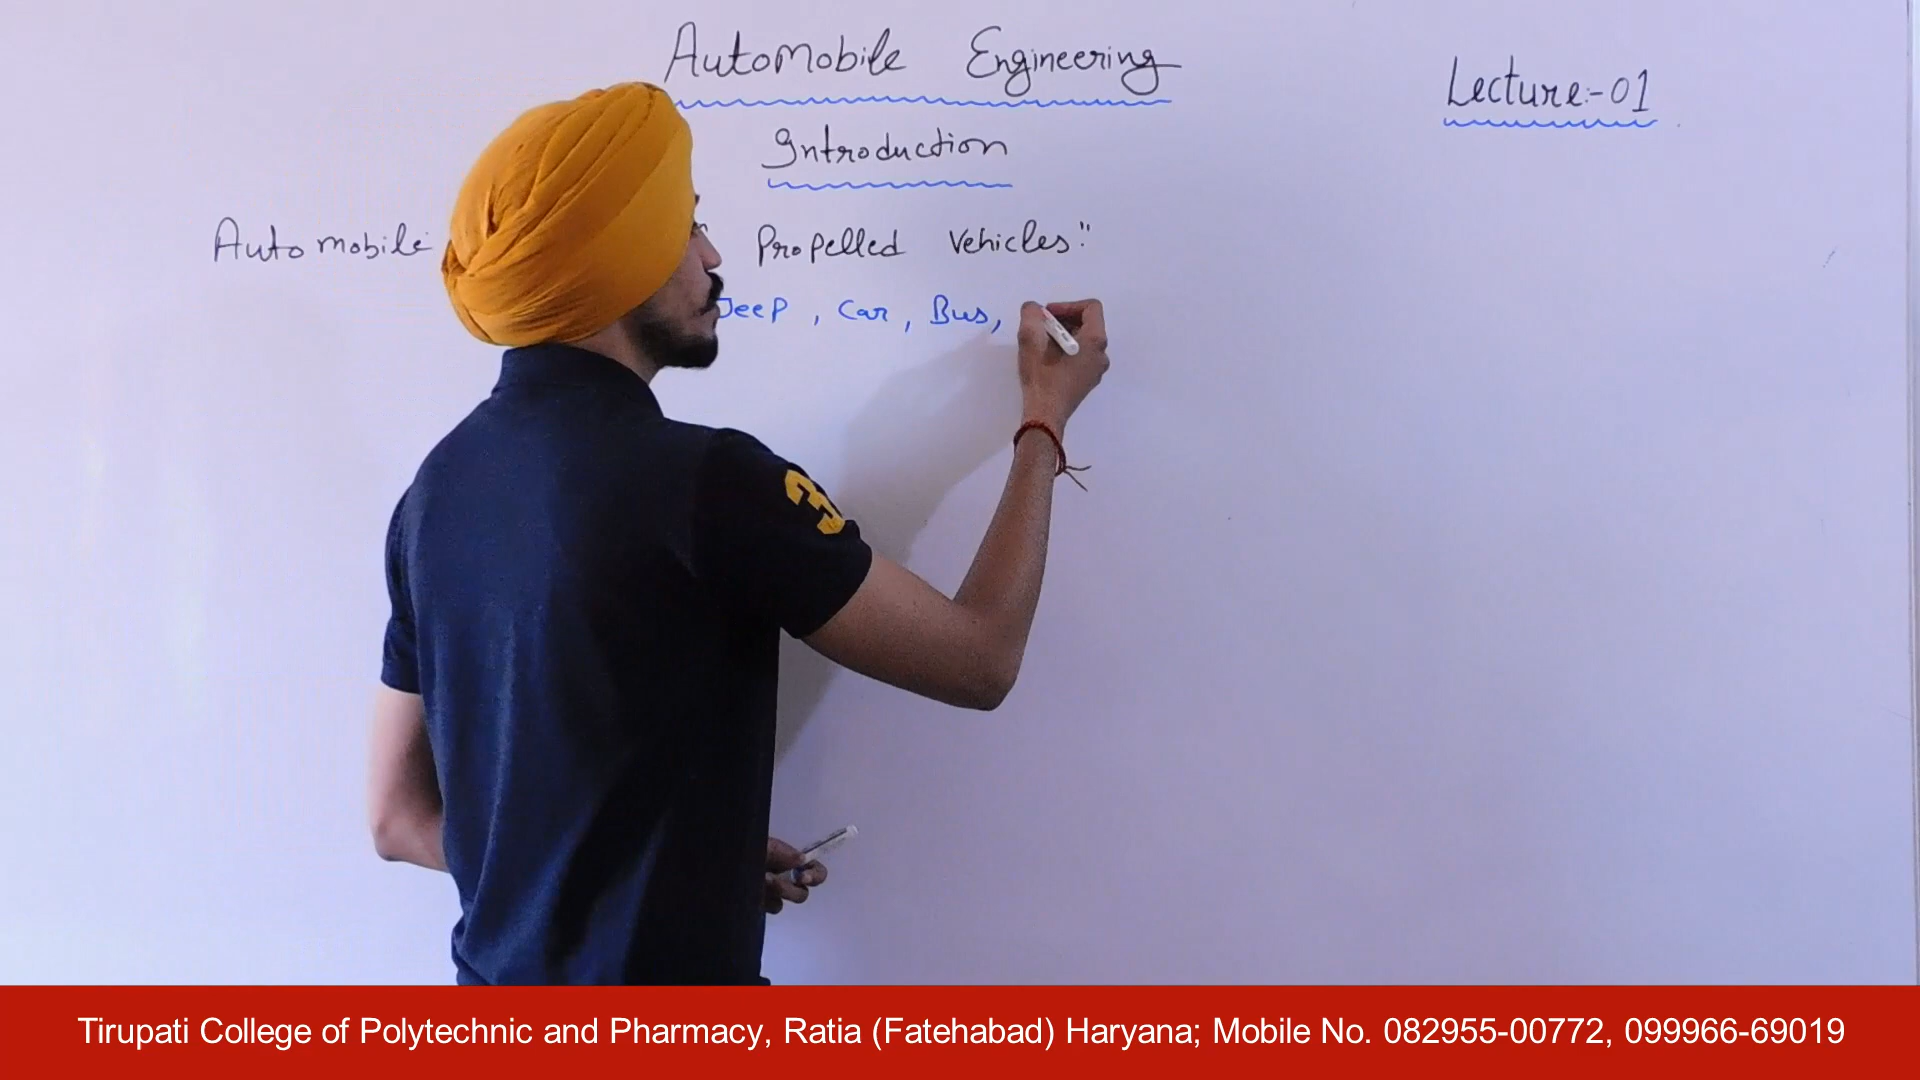 Automobile Engineering
Lecture:-01
Introduction
Automobile Propelled Vehicles."
Jeep , Car , Bus,
3
Tirupati College of Polytechnic and Pharmacy, Ratia (Fatehabad) Haryana; Mobile No. 082955-00772, 099966-69019